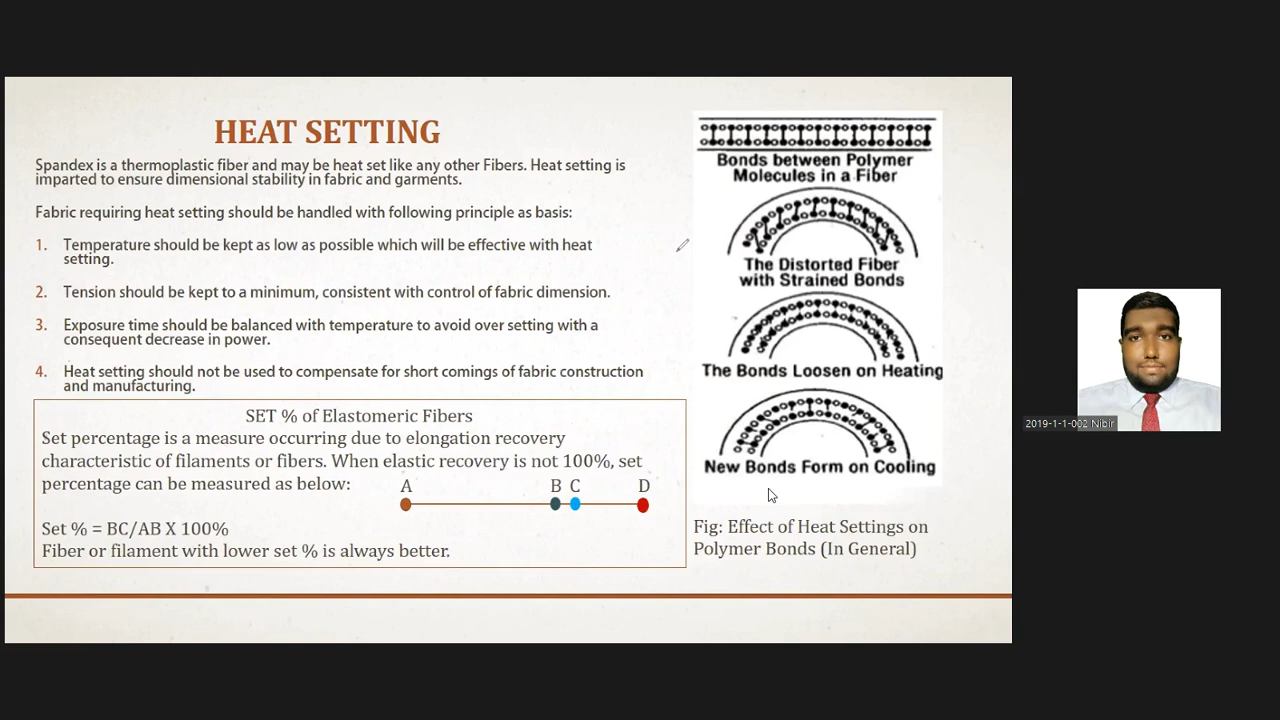 HEAT SETTING
Spandex is a thermoplastic fiber and may be heat set like any other Fibers. Heat setting is
imparted to ensure dimensional stability in fabric and garments.
Fabric requiring heat setting should be handled with following principle as basis:
1. Temperature should be kept as low as possible which will be effective with heat
setting.
2. Tension should be kept to a minimum, consistent with control of fabric dimension.
3. Exposure time should be balanced with temperature to avoid over setting with a
consequent decrease in power.
4. Heat setting should not be used to compensate for short comings of fabric construction
and manufacturing.
SET % of Elastomeric Fibers
Set percentage is a measure occurring due to elongation recovery
characteristic of filaments or fibers. When elastic recovery is not 100%, set
percentage can be measured as below:
A B C D
Set % = BC/AB X 100%
Fiber or filament with lower set % is always better.
Bonds between Polymer
Molecules in a Fiber
The Distorted Fiber
with Strained Bonds
The Bonds Loosen on Heating
New Bonds Form on Cooling
Fig: Effect of Heat Settings on
Polymer Bonds (In General)
2019-1-1-002 Nibir